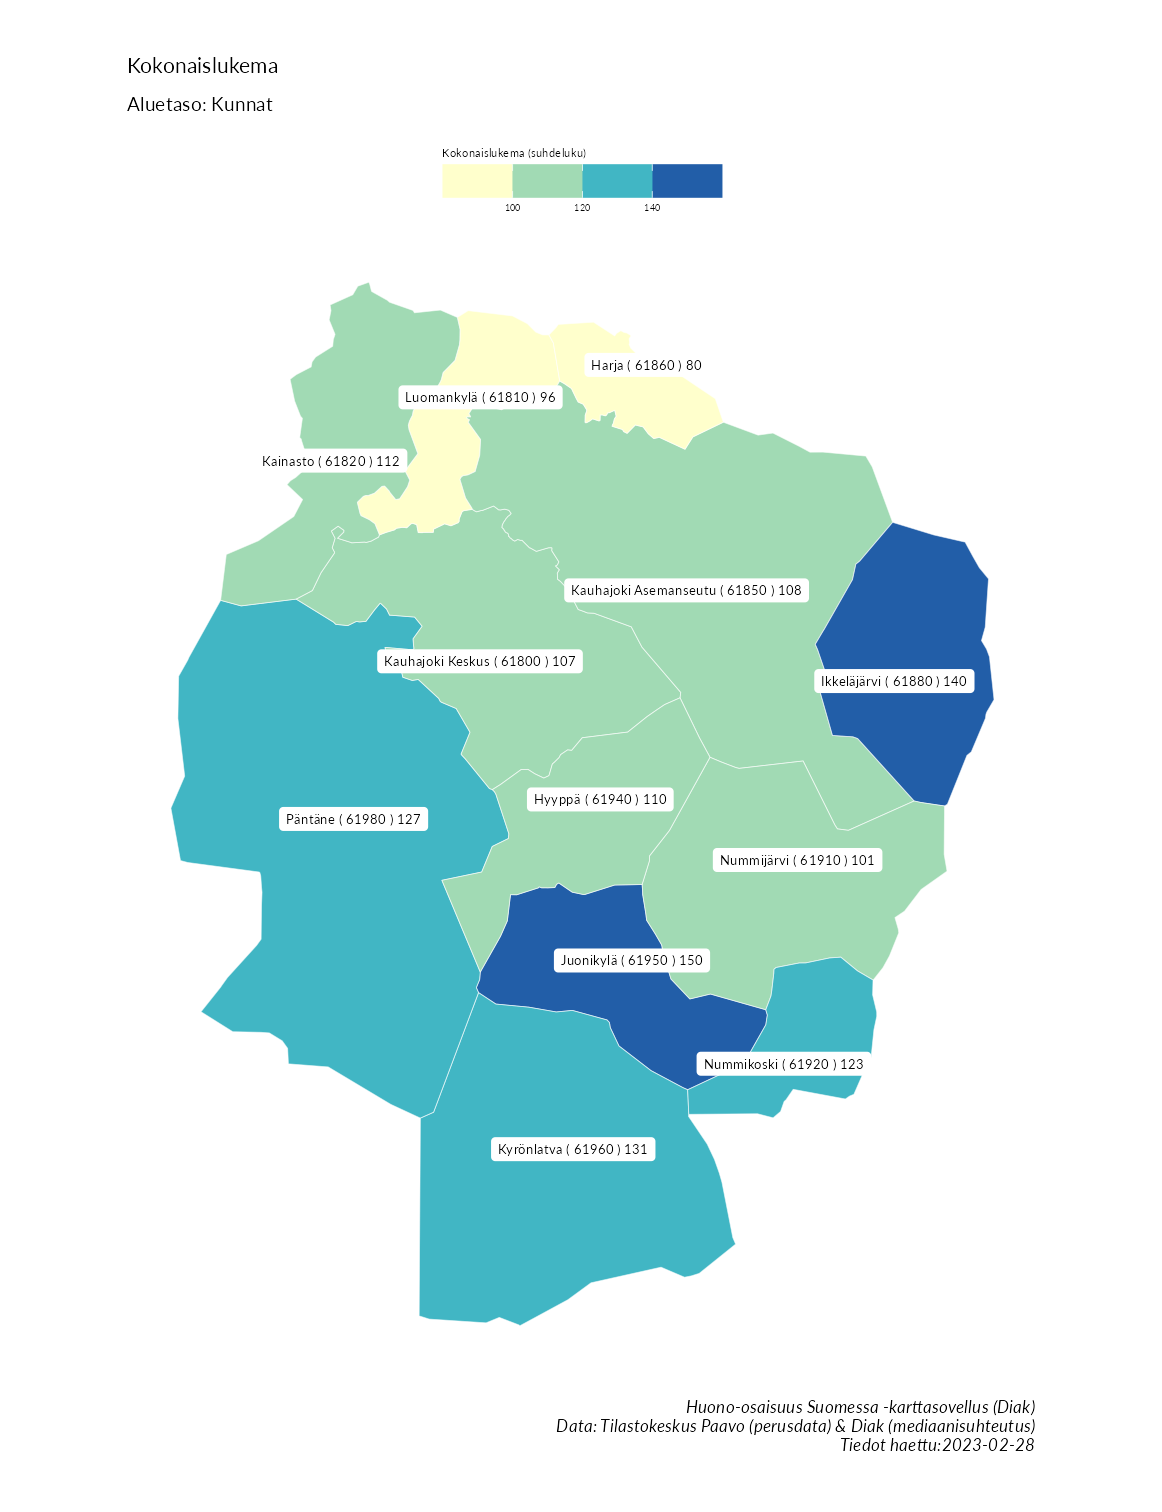 Kokonaislukema
Aluetaso: Kunnat
Kokonaislukema (suhdeluku)
100 120 140
Harja ( 61860 ) 80
Luomankylä ( 61810 ) 96
Kainasto ( 61820 ) 112
Kauhajoki Asemanseutu ( 61850 ) 108
Kauhajoki Keskus ( 61800 ) 107
Ikkeläjärvi ( 61880 ) 140
Hyyppä ( 61940 ) 110
Päntäne ( 61980 ) 127
Nummijärvi ( 61910 ) 101
Juonikylä ( 61950 ) 150
Nummikoski ( 61920 ) 123
Kyrönlatva ( 61960 ) 131
Huono-osaisuus Suomessa -karttasovellus (Diak)
Data: Tilastokeskus Paavo (perusdata) & Diak (mediaanisuhteutus)
Tiedot haettu:2023-02-28